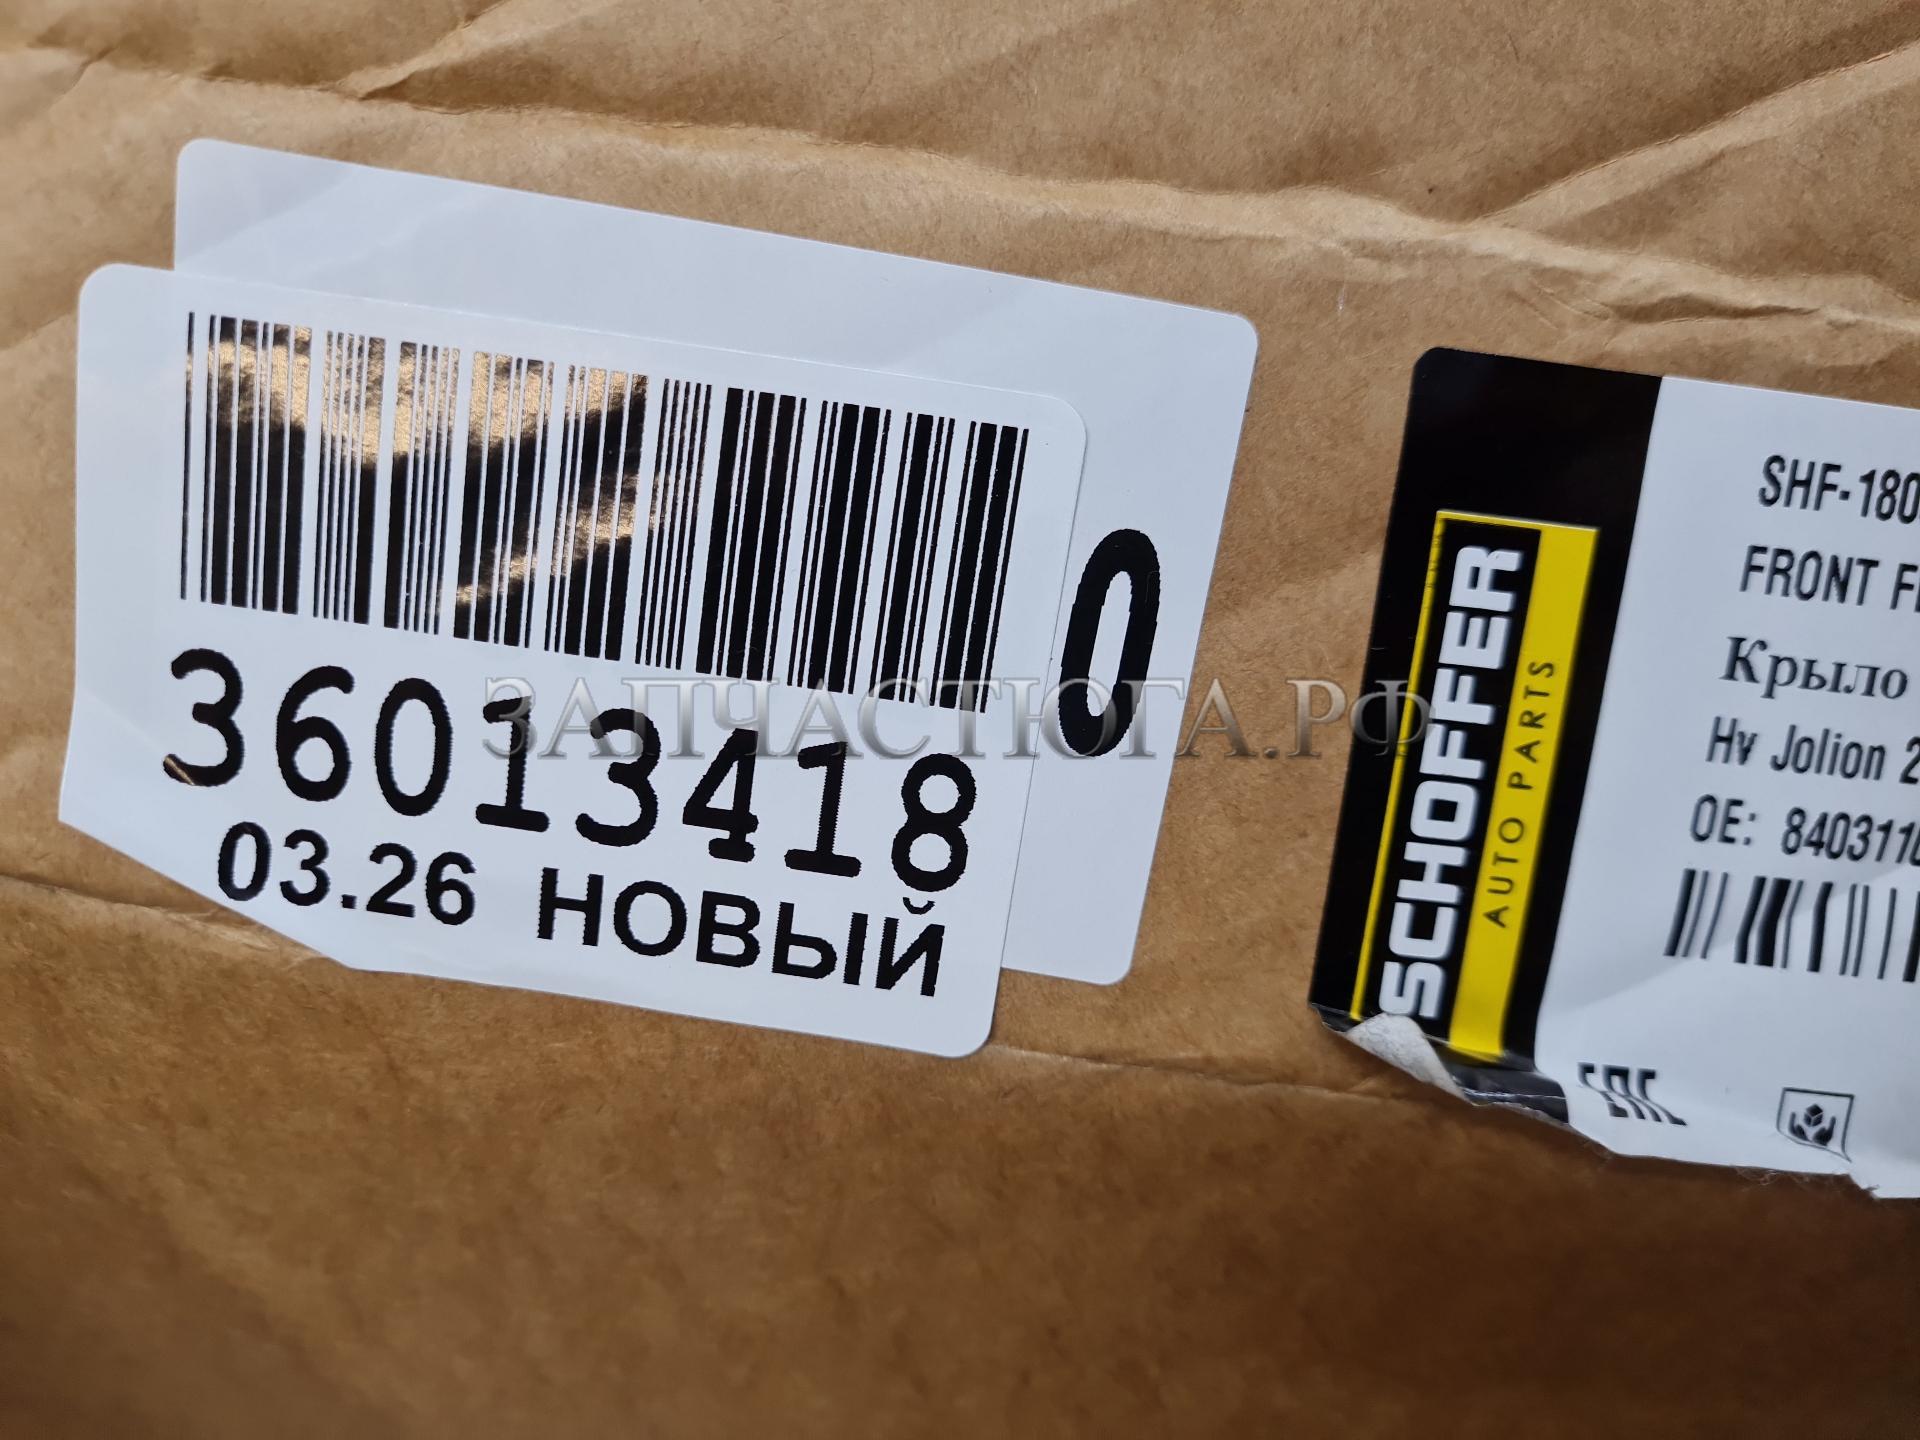 36013418
03.26 НОВЫЙ
0
ЗАПЧАСТЮГА.РФ
SCHOFFER
AUTO PARTS
SHF-180
FRONT
Крыло
Hv Jolion 2
OE: 840311
EAC